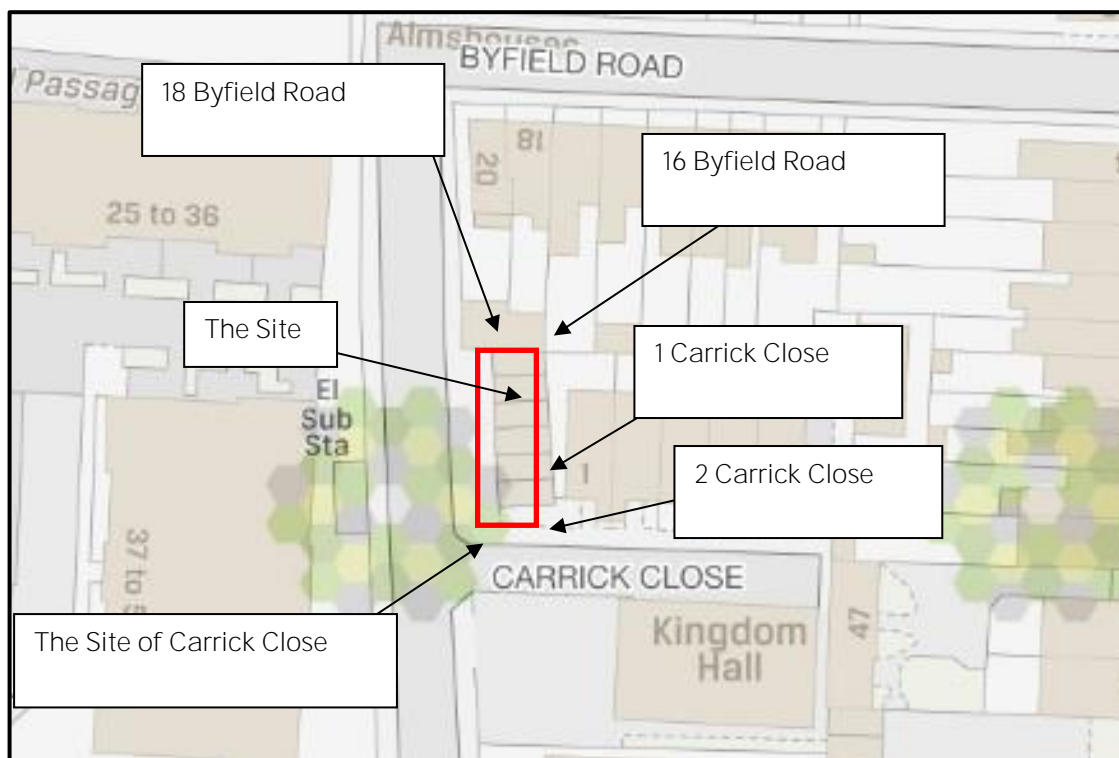 Almshouses
BYFIELD ROAD
Passag
18 Byfield Road
18
20
16 Byfield Road
25 to 36
The Site
1 Carrick Close
El
Sub
Sta
1
2 Carrick Close
37 to
CARRICK CLOSE
The Site of Carrick Close
Kingdom
Hall
47